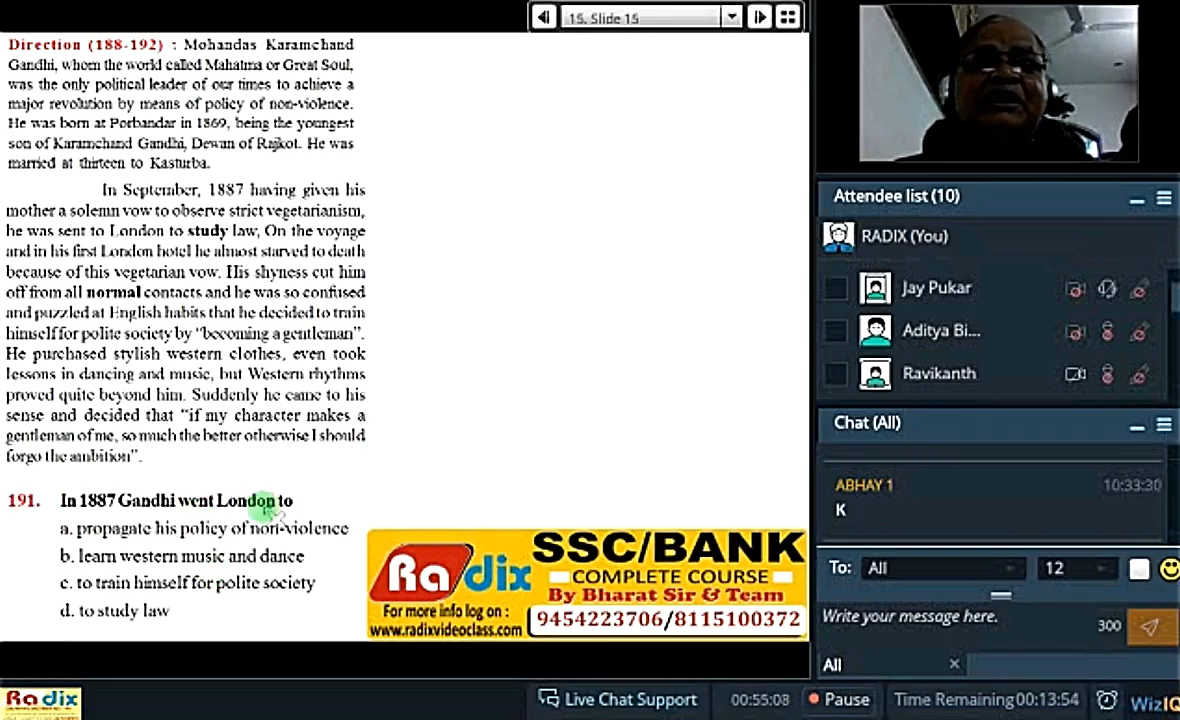 15. Slide 15
Direction (188-192) : Mohandas Karamchand
Gandhi, whom the world called Mahatma or Great Soul,
was the only political leader of our times to achieve a
major revolution by means of policy of non-violence.
He was born at Porbandar in 1869, being the youngest
son of Karamchand Gandhi, Dewan of Rajkot. He was
married at thirteen to Kasturba.
In September, 1887 having given his
mother a solemn vow to observe strict vegetarianism,
he was sent to London to study law, On the voyage
and in his first London hotel he almost starved to death
because of this vegetarian vow. His shyness cut him
off from all normal contacts and he was so confused
and puzzled at English habits that he decided to train
himself for polite society by "becoming a gentleman".
He purchased stylish western clothes, even took
lessons in dancing and music, but Western rhythms
proved quite beyond him. Suddenly he came to his
sense and decided that "if my character makes a
gentleman of me, so much the better otherwise I should
forgo the ambition".
191. In 1887 Gandhi went London to
a. propagate his policy of non-violence
b. learn western music and dance
c. to train himself for polite society
d. to study law
Radix
For more info log on :
www.radixvideoclass.com
SSC/BANK
COMPLETE COURSE
By Bharat Sir & Team
9454223706/8115100372
Attendee list (10)
RADIX (You)
Jay Pukar
Aditya Bi...
Ravikanth
Chat (All)
ABHAY 1 10:33:30
K
To: All 12
Write your message here. 300
All
Radix
Live Chat Support 00:55:08 Pause Time Remaining 00:13:54 WizIQ